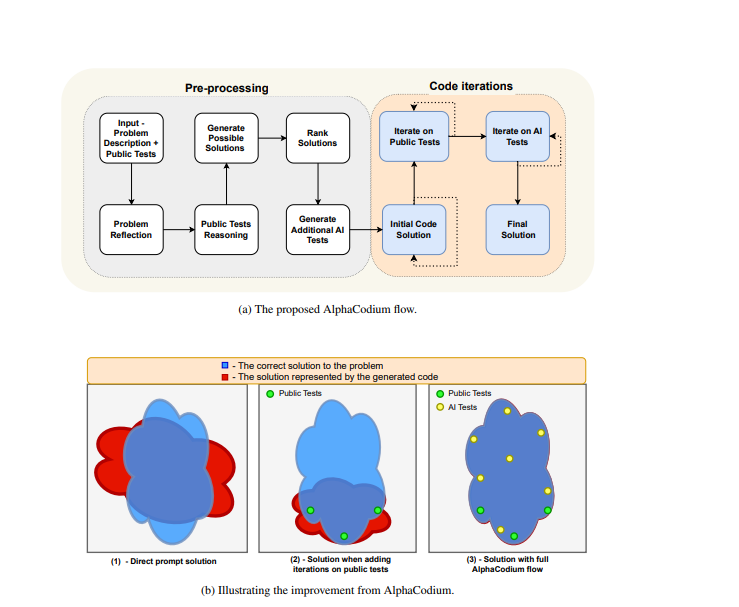 Pre-processing
Code iterations
Input -
Problem
Description +
Public Tests
Generate
Possible
Solutions
Rank
Solutions
Iterate on
Public Tests
Iterate on AI
Tests
Problem
Reflection
Public Tests
Reasoning
Generate
Additional AI
Tests
Initial Code
Solution
Final
Solution
(a) The proposed AlphaCodium flow.
- The correct solution to the problem
- The solution represented by the generated code
Public Tests
Public Tests
AI Tests
(1) - Direct prompt solution
(2) - Solution when adding
iterations on public tests
(3) - Solution with full
AlphaCodium flow
(b) Illustrating the improvement from AlphaCodium.